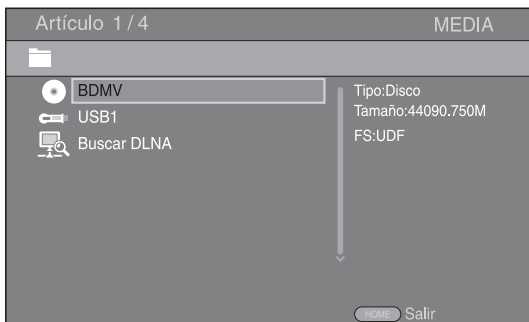 Artículo 1/4 MEDIA
BDMV
USB1
Buscar DLNA
Tipo:Disco
Tamaño:44090.750M
FS:UDF
HOME Salir